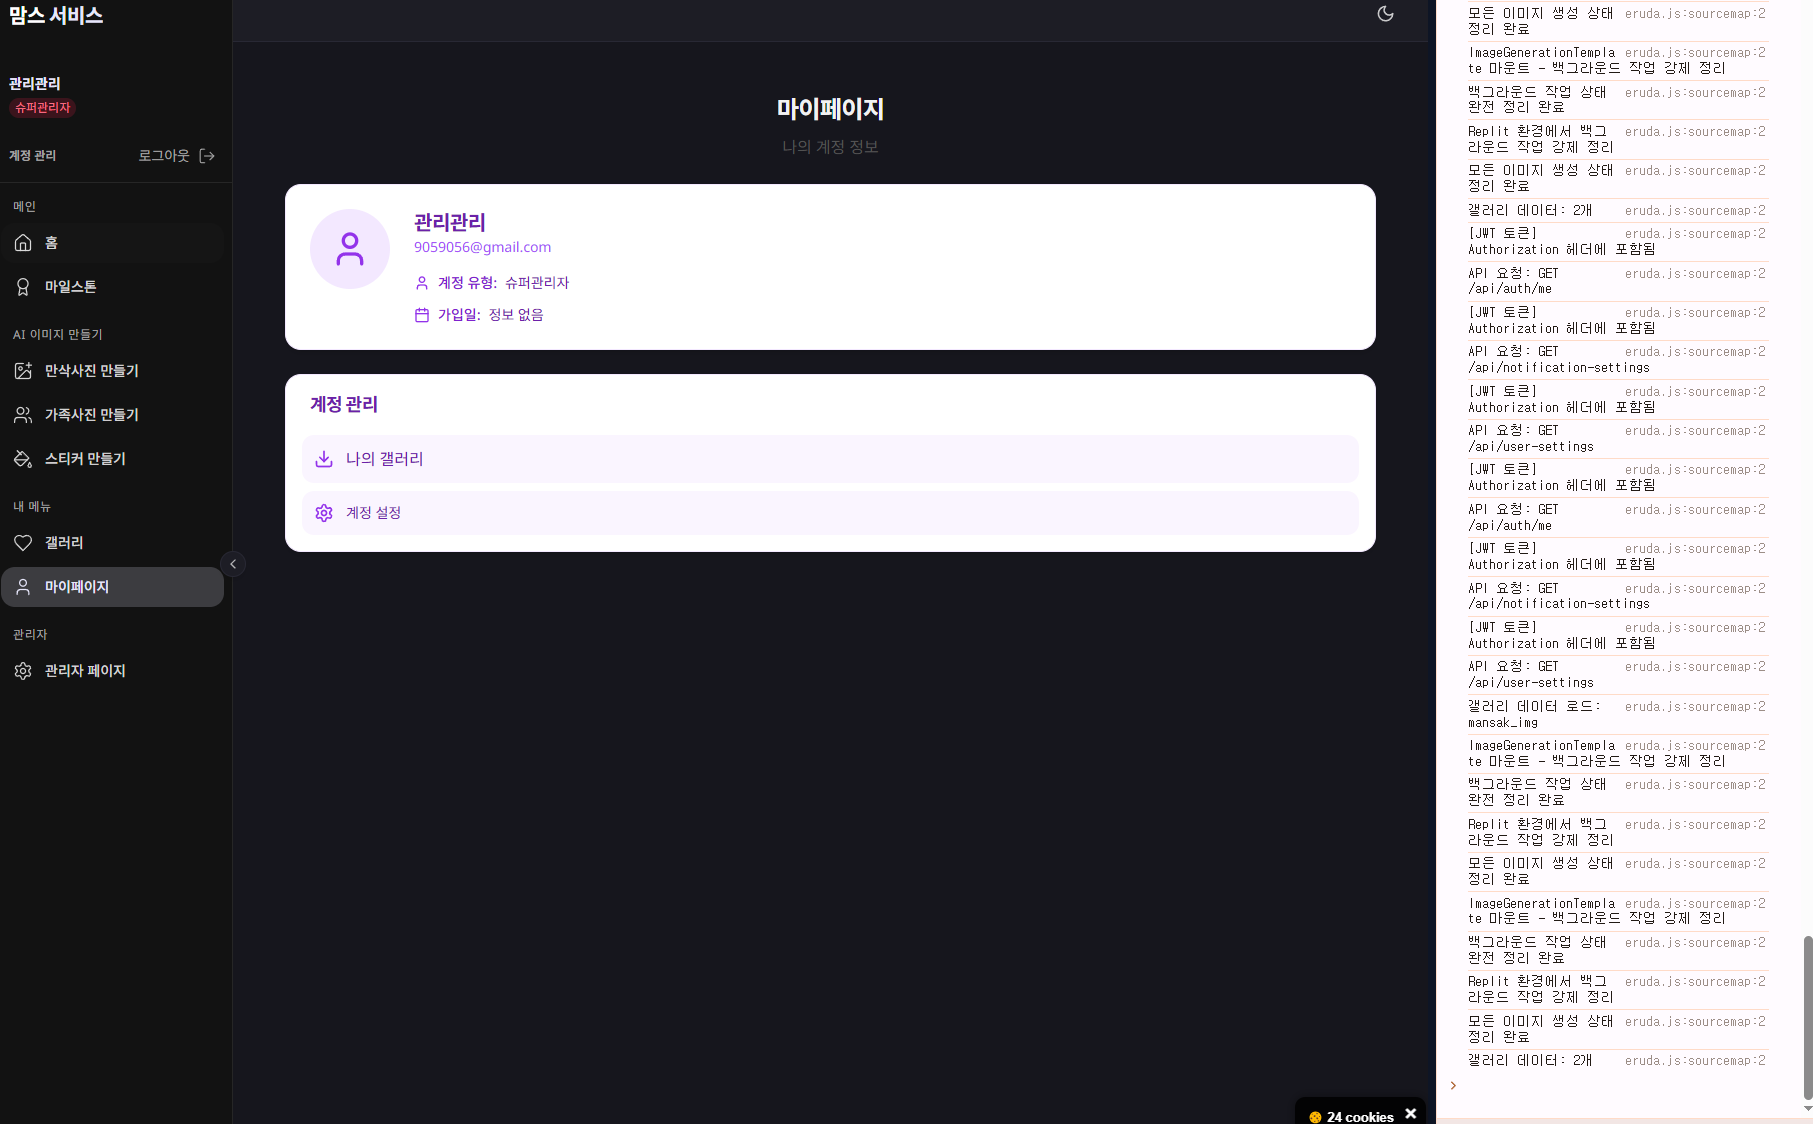 맘스 서비스
관리관리
슈퍼관리자
계정 관리
로그아웃
메인
홈
마일스톤
AI 이미지 만들기
만삭사진 만들기
가족사진 만들기
스티커 만들기
내 메뉴
갤러리
마이페이지
관리자
관리자 페이지
마이페이지
나의 계정 정보
관리관리
9059056@gmail.com
계정 유형: 슈퍼관리자
가입일: 정보 없음
계정 관리
나의 갤러리
계정 설정
24 cookies
모든 이미지 생성 상태 eruda.js:sourcemap:2
정리 완료
ImageGenerationTempla eruda.js:sourcemap:2
te 마운트 - 백그라운드 작업 강제 정리
백그라운드 작업 상태 eruda.js:sourcemap:2
완전 정리 완료
Replit 환경에서 백그 eruda.js:sourcemap:2
라운드 작업 강제 정리
모든 이미지 생성 상태 eruda.js:sourcemap:2
정리 완료
갤러리 데이터: 2개 eruda.js:sourcemap:2
[JWT 토큰] eruda.js:sourcemap:2
Authorization 헤더에 포함됨
API 요청: GET eruda.js:sourcemap:2
/api/auth/me
[JWT 토큰] eruda.js:sourcemap:2
Authorization 헤더에 포함됨
API 요청: GET eruda.js:sourcemap:2
/api/notification-settings
[JWT 토큰] eruda.js:sourcemap:2
Authorization 헤더에 포함됨
API 요청: GET eruda.js:sourcemap:2
/api/user-settings
[JWT 토큰] eruda.js:sourcemap:2
Authorization 헤더에 포함됨
API 요청: GET eruda.js:sourcemap:2
/api/auth/me
[JWT 토큰] eruda.js:sourcemap:2
Authorization 헤더에 포함됨
API 요청: GET eruda.js:sourcemap:2
/api/notification-settings
[JWT 토큰] eruda.js:sourcemap:2
Authorization 헤더에 포함됨
API 요청: GET eruda.js:sourcemap:2
/api/user-settings
갤러리 데이터 로드: eruda.js:sourcemap:2
mansak_img
ImageGenerationTempla eruda.js:sourcemap:2
te 마운트 - 백그라운드 작업 강제 정리
백그라운드 작업 상태 eruda.js:sourcemap:2
완전 정리 완료
Replit 환경에서 백그 eruda.js:sourcemap:2
라운드 작업 강제 정리
모든 이미지 생성 상태 eruda.js:sourcemap:2
정리 완료
ImageGenerationTempla eruda.js:sourcemap:2
te 마운트 - 백그라운드 작업 강제 정리
백그라운드 작업 상태 eruda.js:sourcemap:2
완전 정리 완료
Replit 환경에서 백그 eruda.js:sourcemap:2
라운드 작업 강제 정리
모든 이미지 생성 상태 eruda.js:sourcemap:2
정리 완료
갤러리 데이터: 2개 eruda.js:sourcemap:2